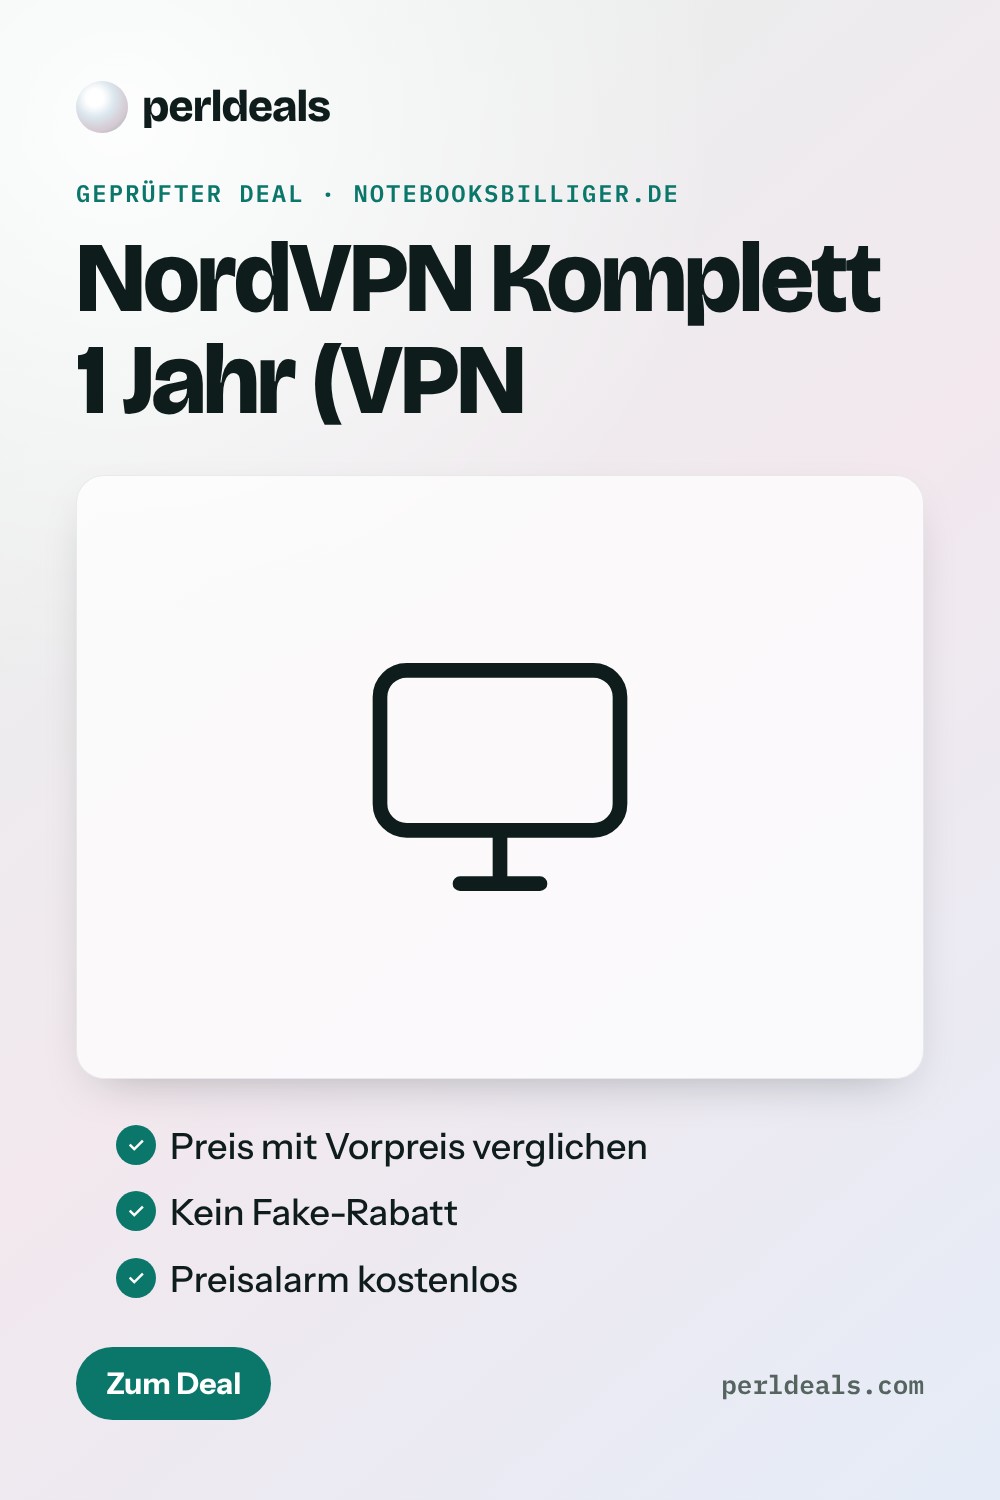 perldeals
GEPRÜFTER DEAL · NOTEBOOKSBILLIGER.DE
NordVPN Komplett
1 Jahr (VPN
Preis mit Vorpreis verglichen
Kein Fake-Rabatt
Preisalarm kostenlos
Zum Deal
perldeals.com